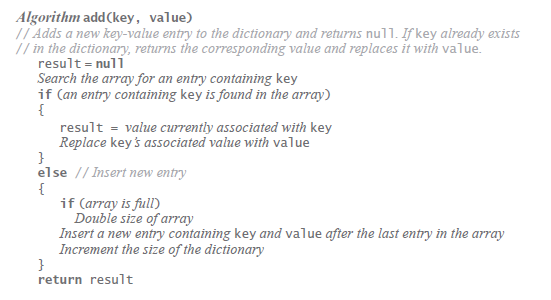 Algorithm add(key, value)
// Adds a new key-value entry to the dictionary and returns null. If key already exists
// in the dictionary, returns the corresponding value and replaces it with value.
result = null
Search the array for an entry containing key
if (an entry containing key is found in the array)
{
result = value currently associated with key
Replace key's associated value with value
}
else // Insert new entry
{
if (array is full)
Double size of array
Insert a new entry containing key and value after the last entry in the array
Increment the size of the dictionary
}
return result